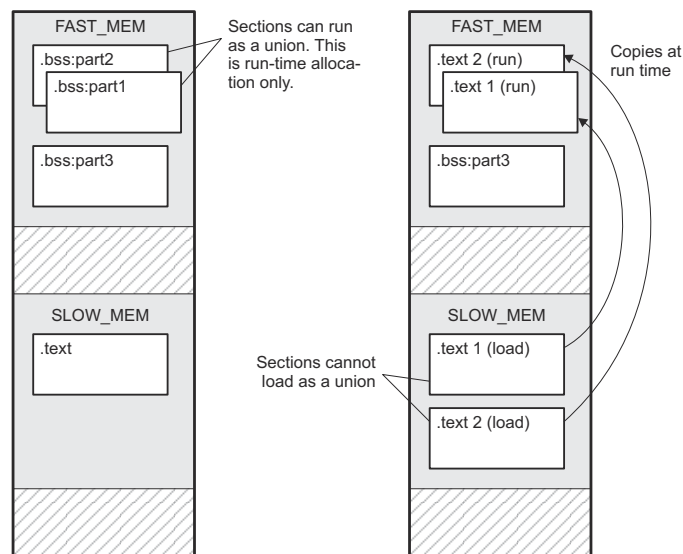 FAST_MEM
.bss:part2
.bss:part1
.bss:part3
SLOW_MEM
.text
Sections can run
as a union. This
is run-time alloca-
tion only.
FAST_MEM
.text 2 (run)
.text 1 (run)
.bss:part3
Copies at
run time
SLOW_MEM
.text 1 (load)
.text 2 (load)
Sections cannot
load as a union